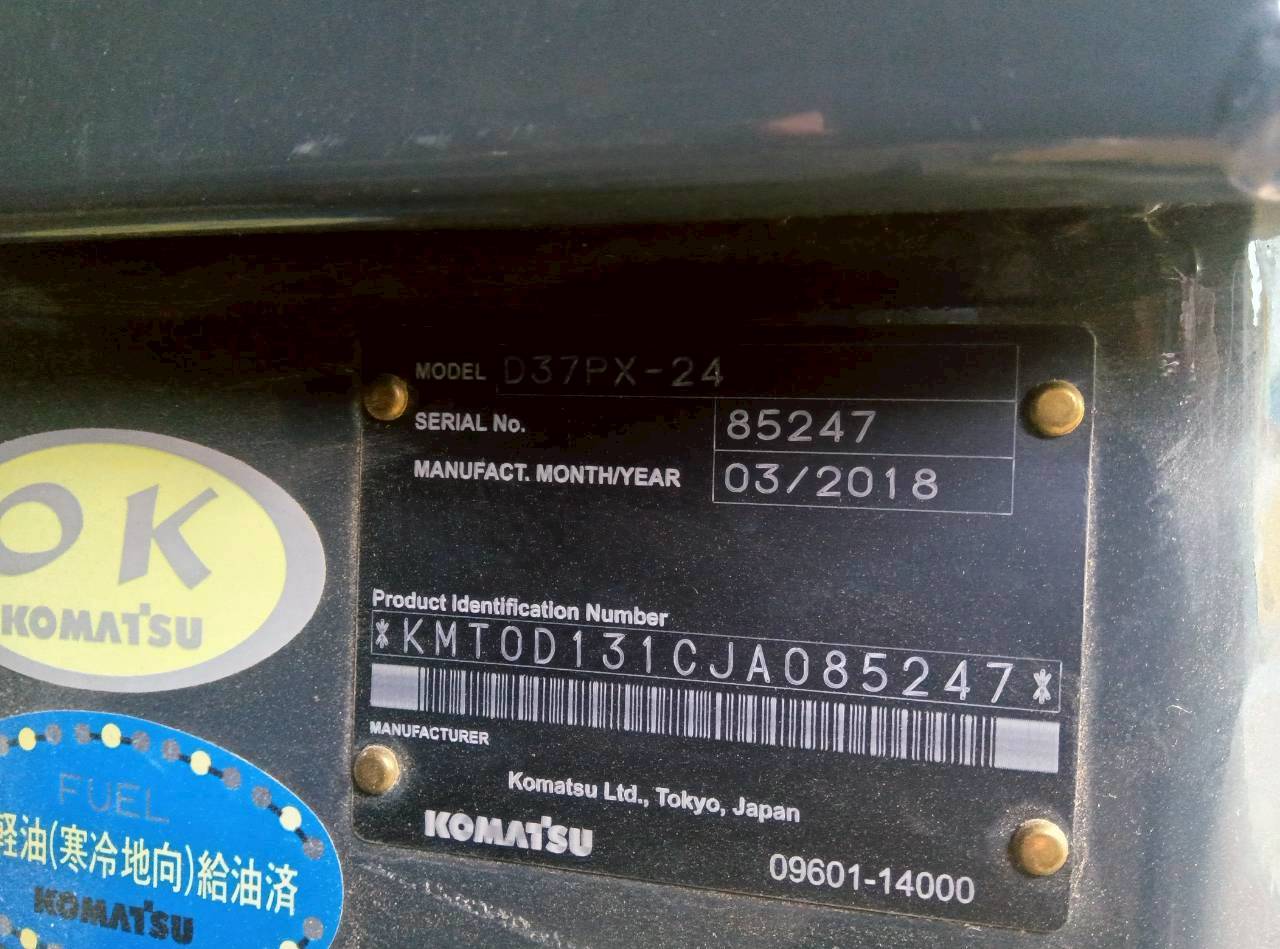 MODEL D37PX-24
SERIAL No. 85247
MANUFACT. MONTH/YEAR 03/2018
Product Identification Number
*KMT0D131CJA085247*
MANUFACTURER
Komatsu Ltd., Tokyo, Japan
KOMATSU
09601-14000
OK
KOMATSU
FUEL
軽油(寒冷地向)給油済
KOMATSU